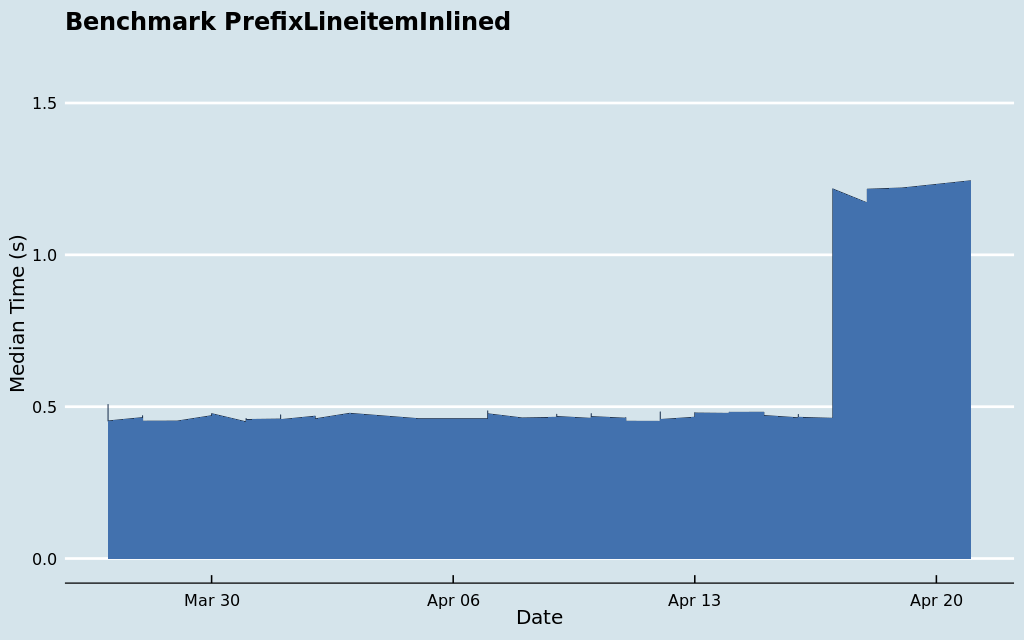 Benchmark PrefixLineitemInlined
Median Time (s)
1.5
1.0
0.5
0.0
Mar 30
Apr 06
Apr 13
Apr 20
Date